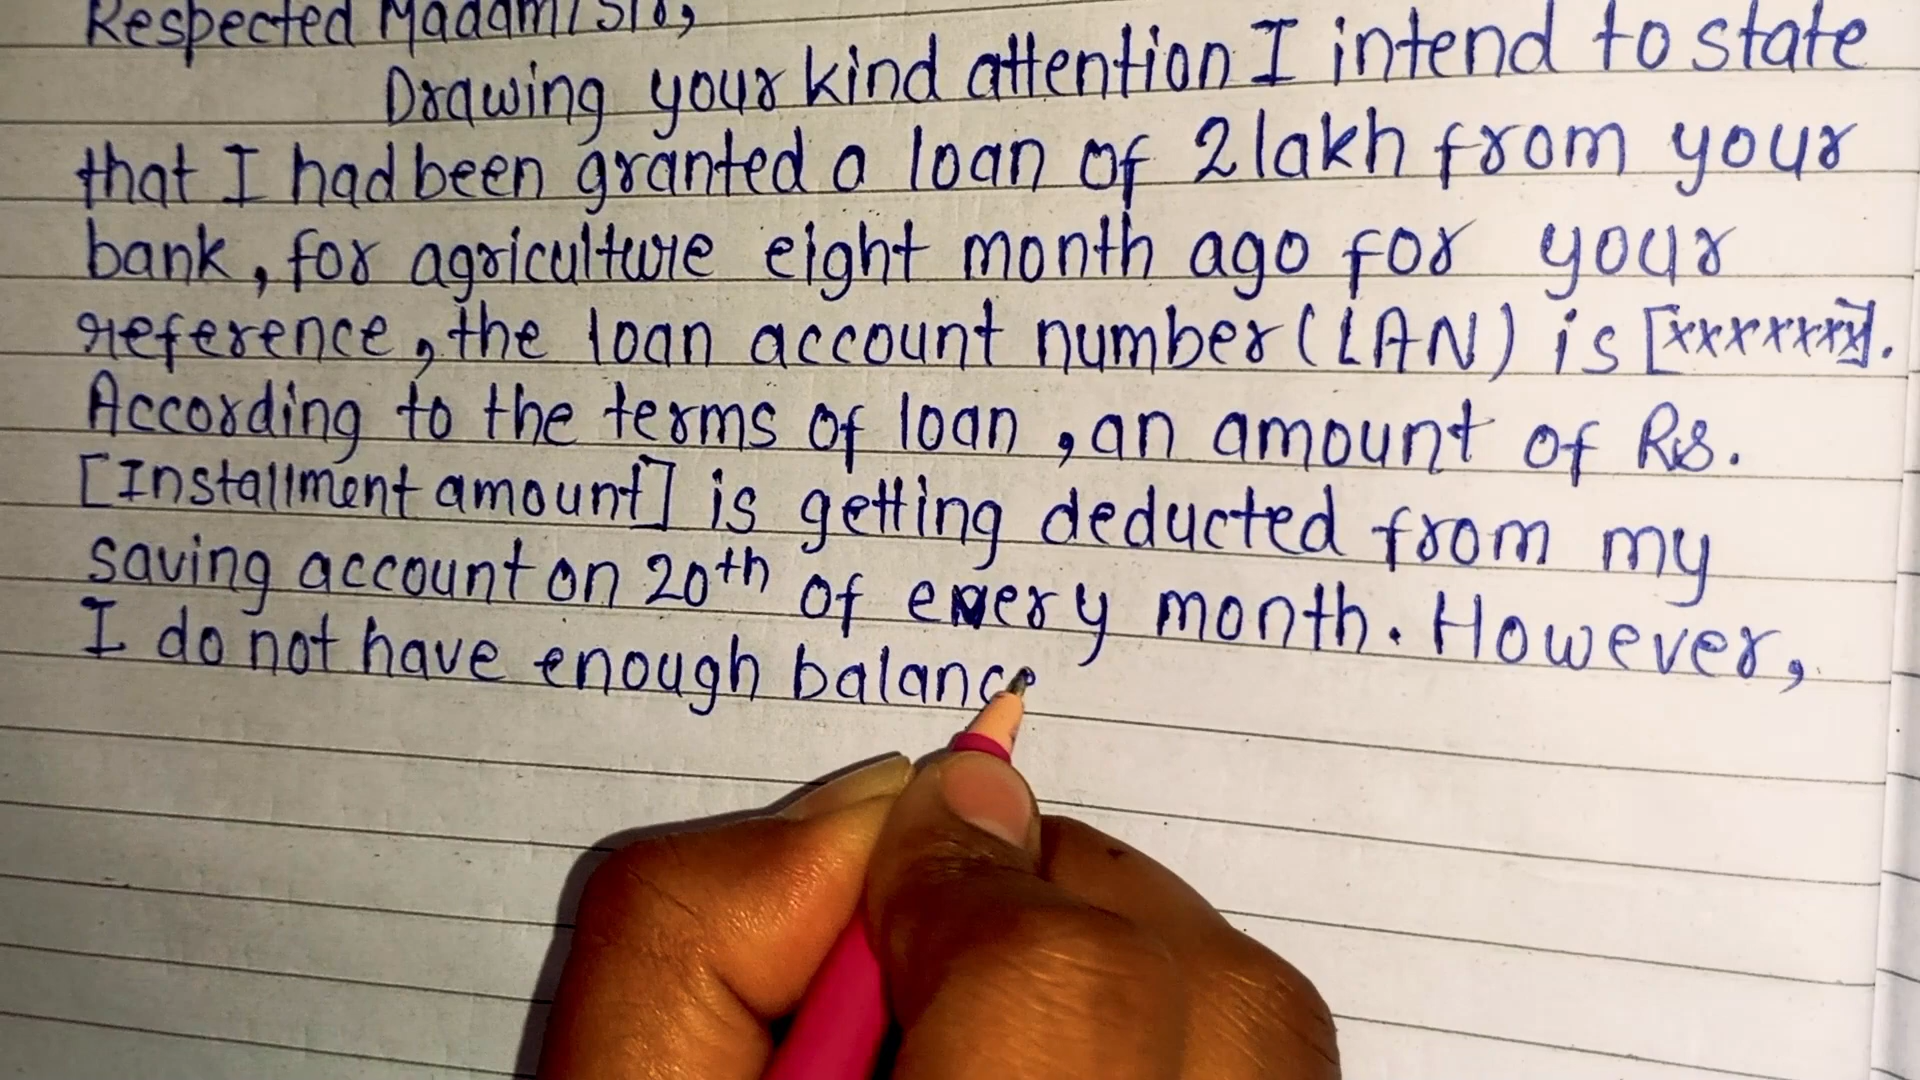 Respected Madam/Sir,
Drawing your kind attention I intend to state
that I had been granted a loan of 2 lakh from your
bank, for agriculture eight month ago for your
reference, the loan account number (LAN) is [xxxxxxx].
According to the terms of loan, an amount of Rs.
[Installment amount] is getting deducted from my
saving account on 20th of every month. However,
I do not have enough balance